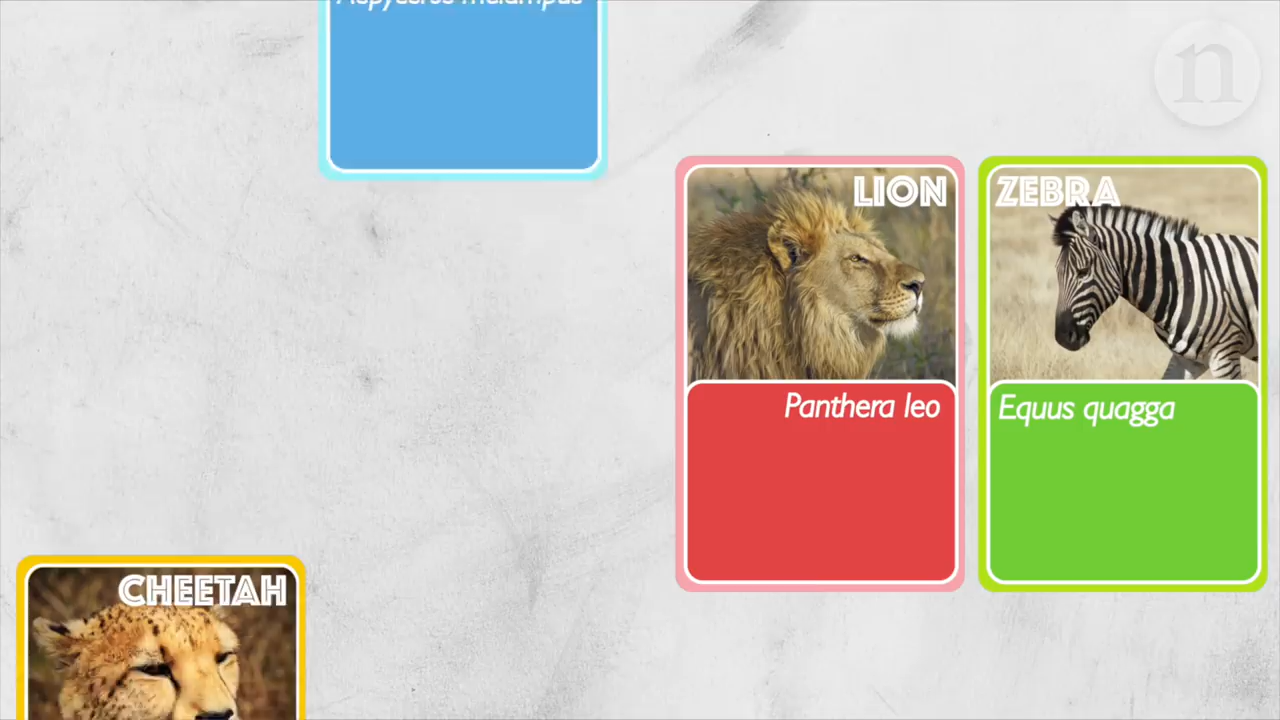 n
LION
ZEBRA
Panthera leo
Equus quagga
CHEETAH